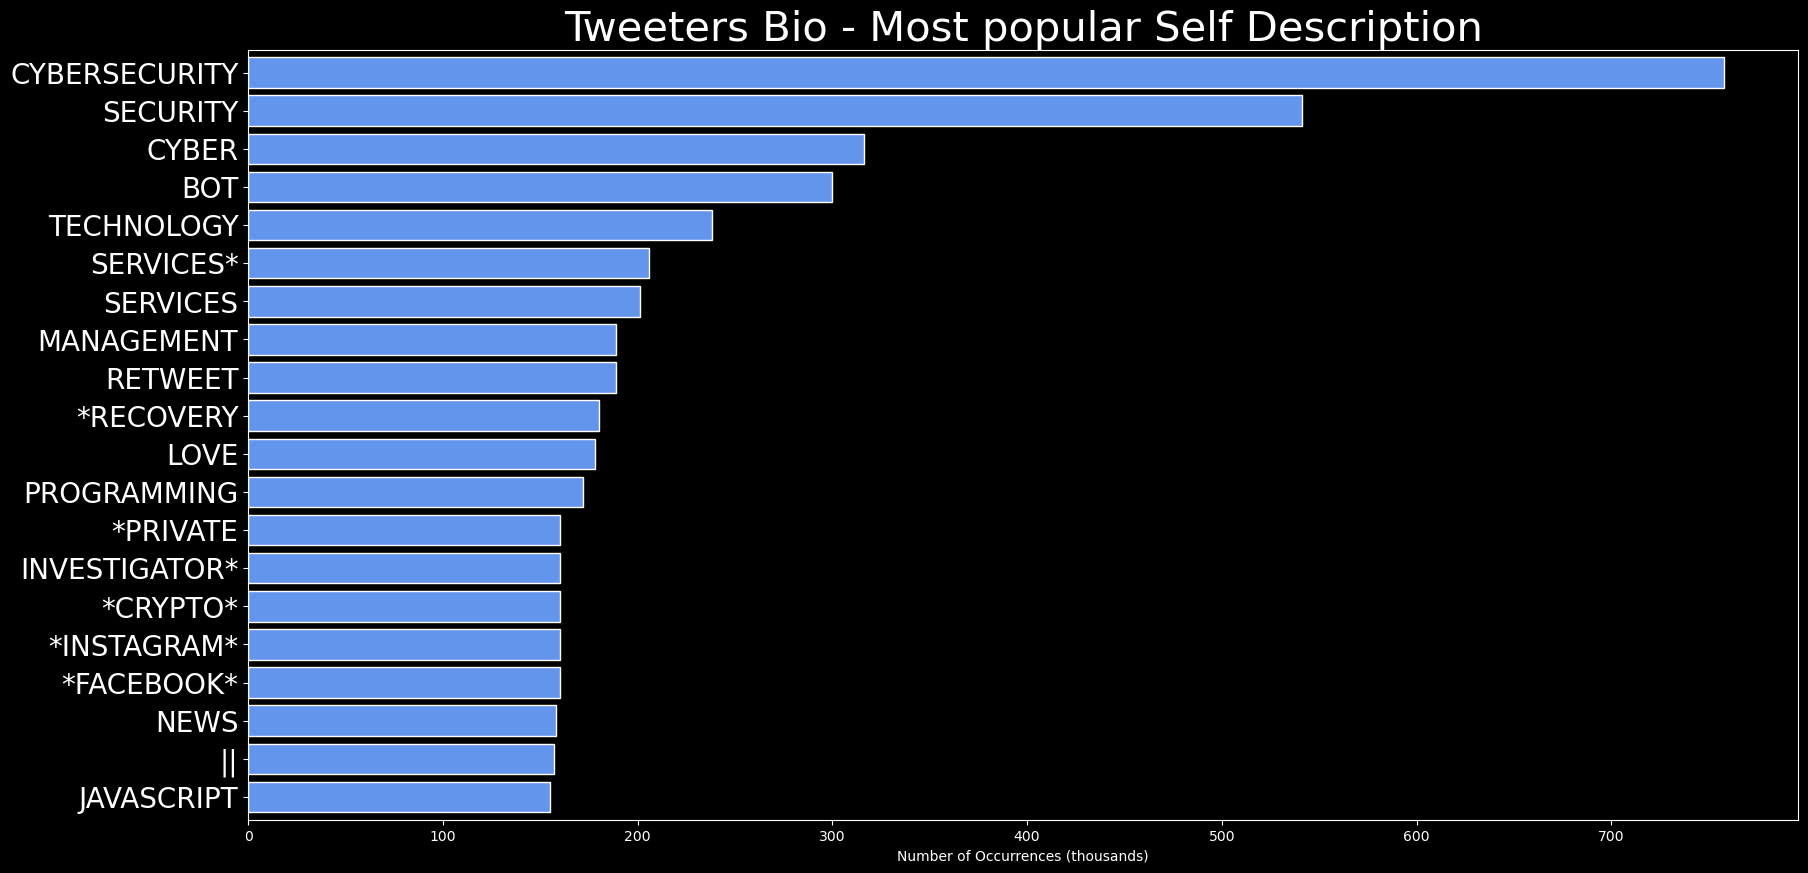 Tweeters Bio - Most popular Self Description
CYBERSECURITY
SECURITY
CYBER
BOT
TECHNOLOGY
SERVICES*
SERVICES
MANAGEMENT
RETWEET
*RECOVERY
LOVE
PROGRAMMING
*PRIVATE
INVESTIGATOR*
*CRYPTO*
*INSTAGRAM*
*FACEBOOK*
NEWS
||
JAVASCRIPT
0 100 200 300 400 500 600 700
Number of Occurrences (thousands)